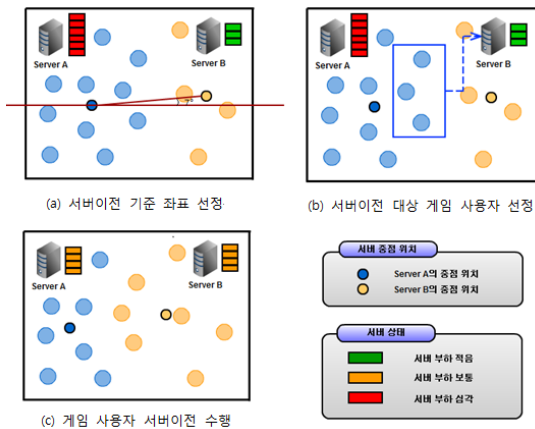 Server A
Server B
7°
(a) 서버이전 기준 좌표 선정
Server A
Server B
(b) 서버이전 대상 게임 사용자 선정
Server A
Server B
(c) 게임 사용자 서버이전 수행
서버 중점 위치
Server A의 중점 위치
Server B의 중점 위치
서버 상태
서버 부하 적음
서버 부하 보통
서버 부하 심각